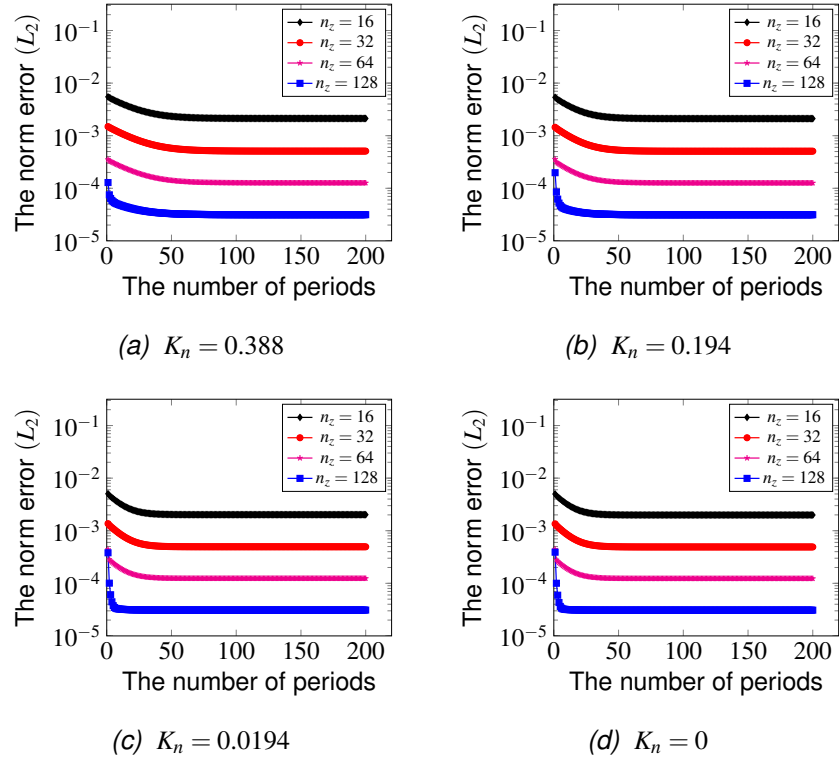 The norm error (L₂)
10⁻¹
10⁻²
10⁻³
10⁻⁴
10⁻⁵
n_z = 16
n_z = 32
n_z = 64
n_z = 128
0 50 100 150 200
The number of periods
(a) K_n = 0.388
The norm error (L₂)
10⁻¹
10⁻²
10⁻³
10⁻⁴
10⁻⁵
n_z = 16
n_z = 32
n_z = 64
n_z = 128
0 50 100 150 200
The number of periods
(b) K_n = 0.194
The norm error (L₂)
10⁻¹
10⁻²
10⁻³
10⁻⁴
10⁻⁵
n_z = 16
n_z = 32
n_z = 64
n_z = 128
0 50 100 150 200
The number of periods
(c) K_n = 0.0194
The norm error (L₂)
10⁻¹
10⁻²
10⁻³
10⁻⁴
10⁻⁵
n_z = 16
n_z = 32
n_z = 64
n_z = 128
0 50 100 150 200
The number of periods
(d) K_n = 0